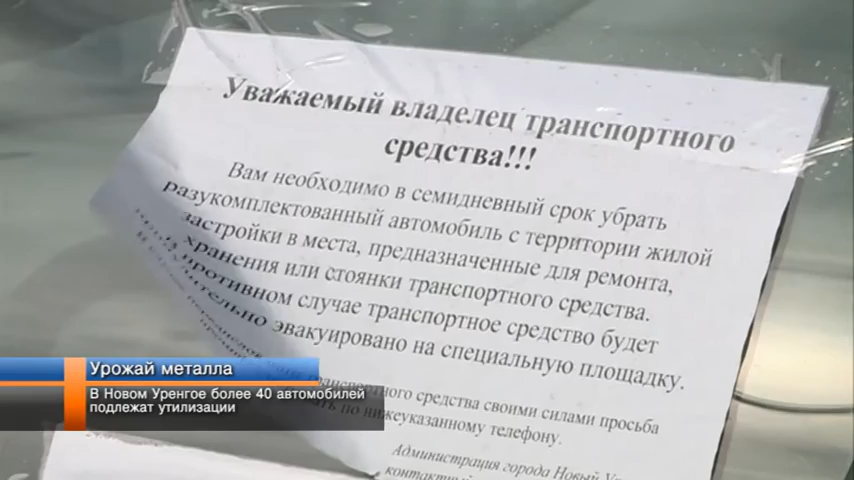 Уважаемый владелец транспортного
средства!!!
Вам необходимо в семидневный срок убрать
разукомплектованный автомобиль с территории жилой
застройки в места, предназначенные для ремонта,
хранения или стоянки транспортного средства.
противном случае транспортное средство будет
эвакуировано на специальную площадку.
средства своими силами просьба
по нижеуказанному телефону.
Администрация города Новый
Урожай металла
В Новом Уренгое более 40 автомобилей
подлежат утилизации